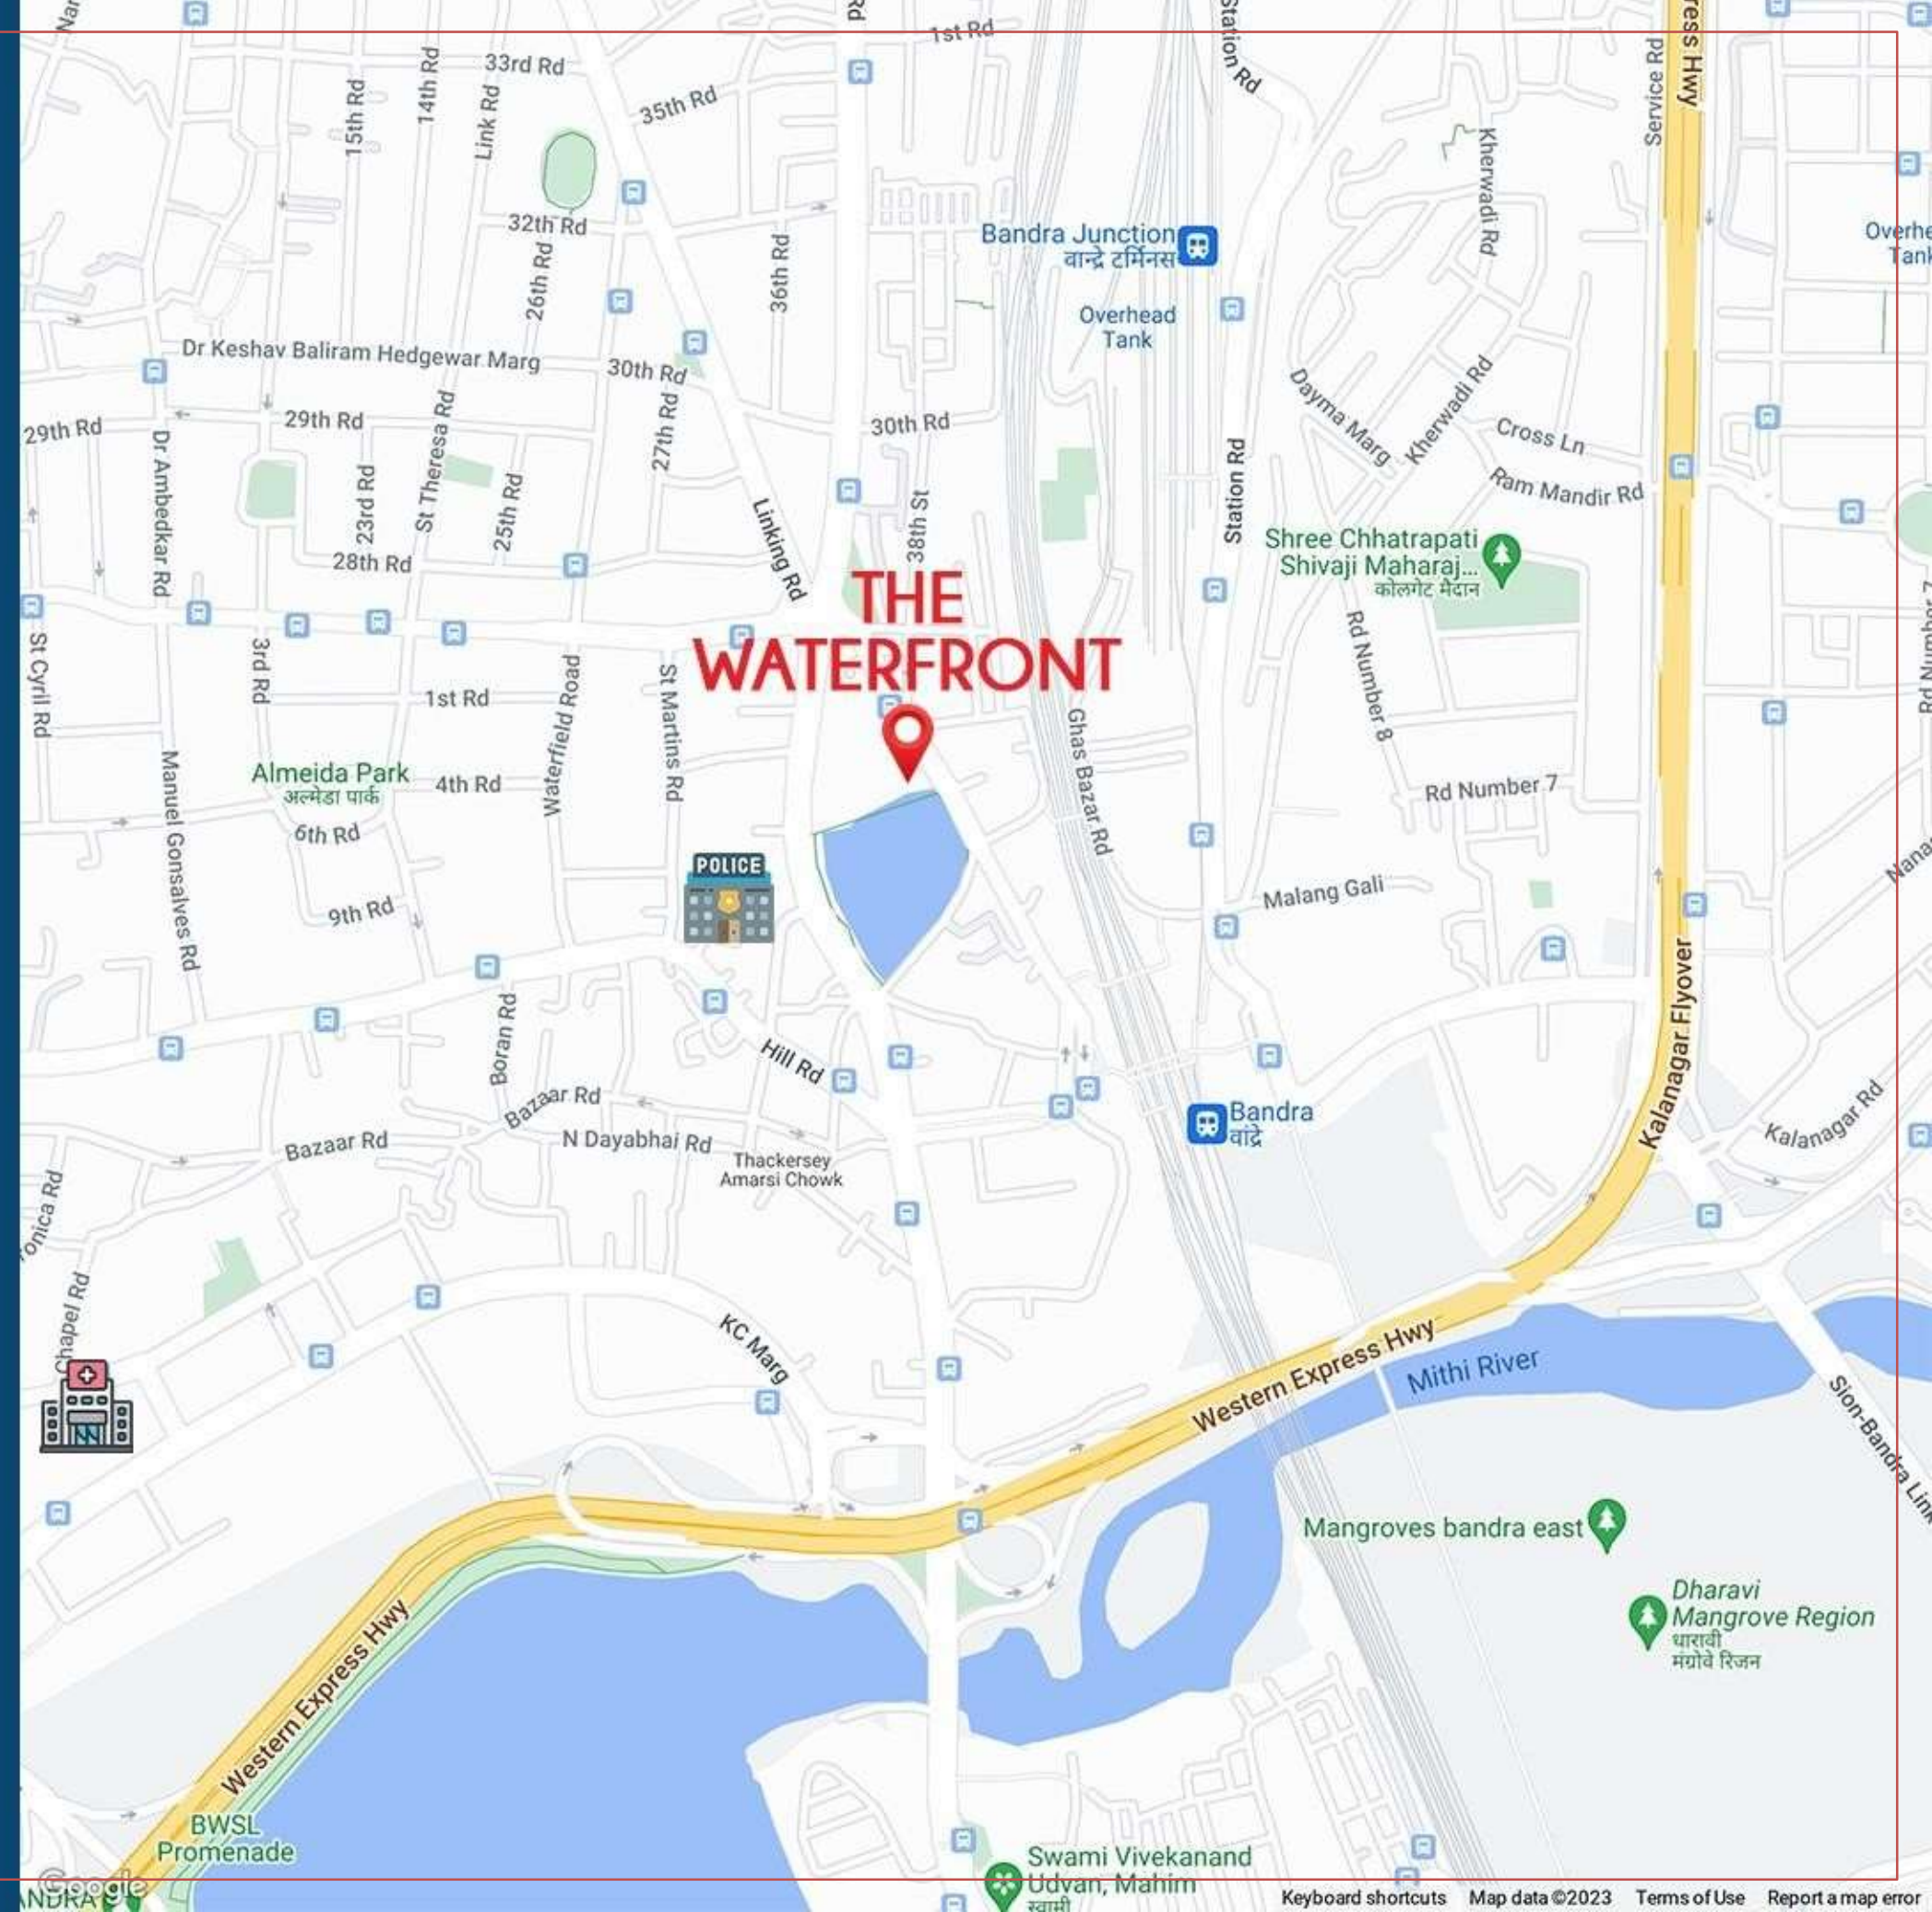 1st Rd
Station Rd
33rd Rd
35th Rd
14th Rd
15th Rd
Link Rd
Service Rd
ress Hwy
Kherwadi Rd
32th Rd
26th Rd
36th Rd
Bandra Junction
वान्द्रे टर्मिनस
Overhead
Tank
Dr Keshav Baliram Hedgewar Marg
30th Rd
29th Rd
29th Rd
27th Rd
30th Rd
Dayma Marg
Kherwadi Rd
Cross Ln
Ram Mandir Rd
Dr Ambedkar Rd
23rd Rd
St Theresa Rd
25th Rd
28th Rd
Linking Rd
38th St
Station Rd
Shree Chhatrapati
Shivaji Maharaj...
कोलगेट मैदान
THE
WATERFRONT
St Cyril Rd
3rd Rd
1st Rd
Waterfield Road
St Martins Rd
Ghas Bazar Rd
Rd Number 8
Almeida Park
अल्मेडा पार्क
4th Rd
6th Rd
Rd Number 7
Manuel Gonsalves Rd
9th Rd
POLICE
Malang Gali
Boran Rd
Hill Rd
Bazaar Rd
Bazaar Rd
N Dayabhai Rd
Thackersey
Amarsi Chowk
Bandra
वांद्रे
Kalanagar Flyover
Kalanagar Rd
Chapel Rd
KC Marg
Western Express Hwy
Mithi River
Sion-Bandra Link
Mangroves bandra east
Dharavi
Mangrove Region
धारावी
मंग्रोवे रिजन
Western Express Hwy
BWSL
Promenade
Swami Vivekanand
Udvan, Mahim
स्वामी
Google
ANDRA
Keyboard shortcuts Map data ©2023 Terms of Use Report a map error